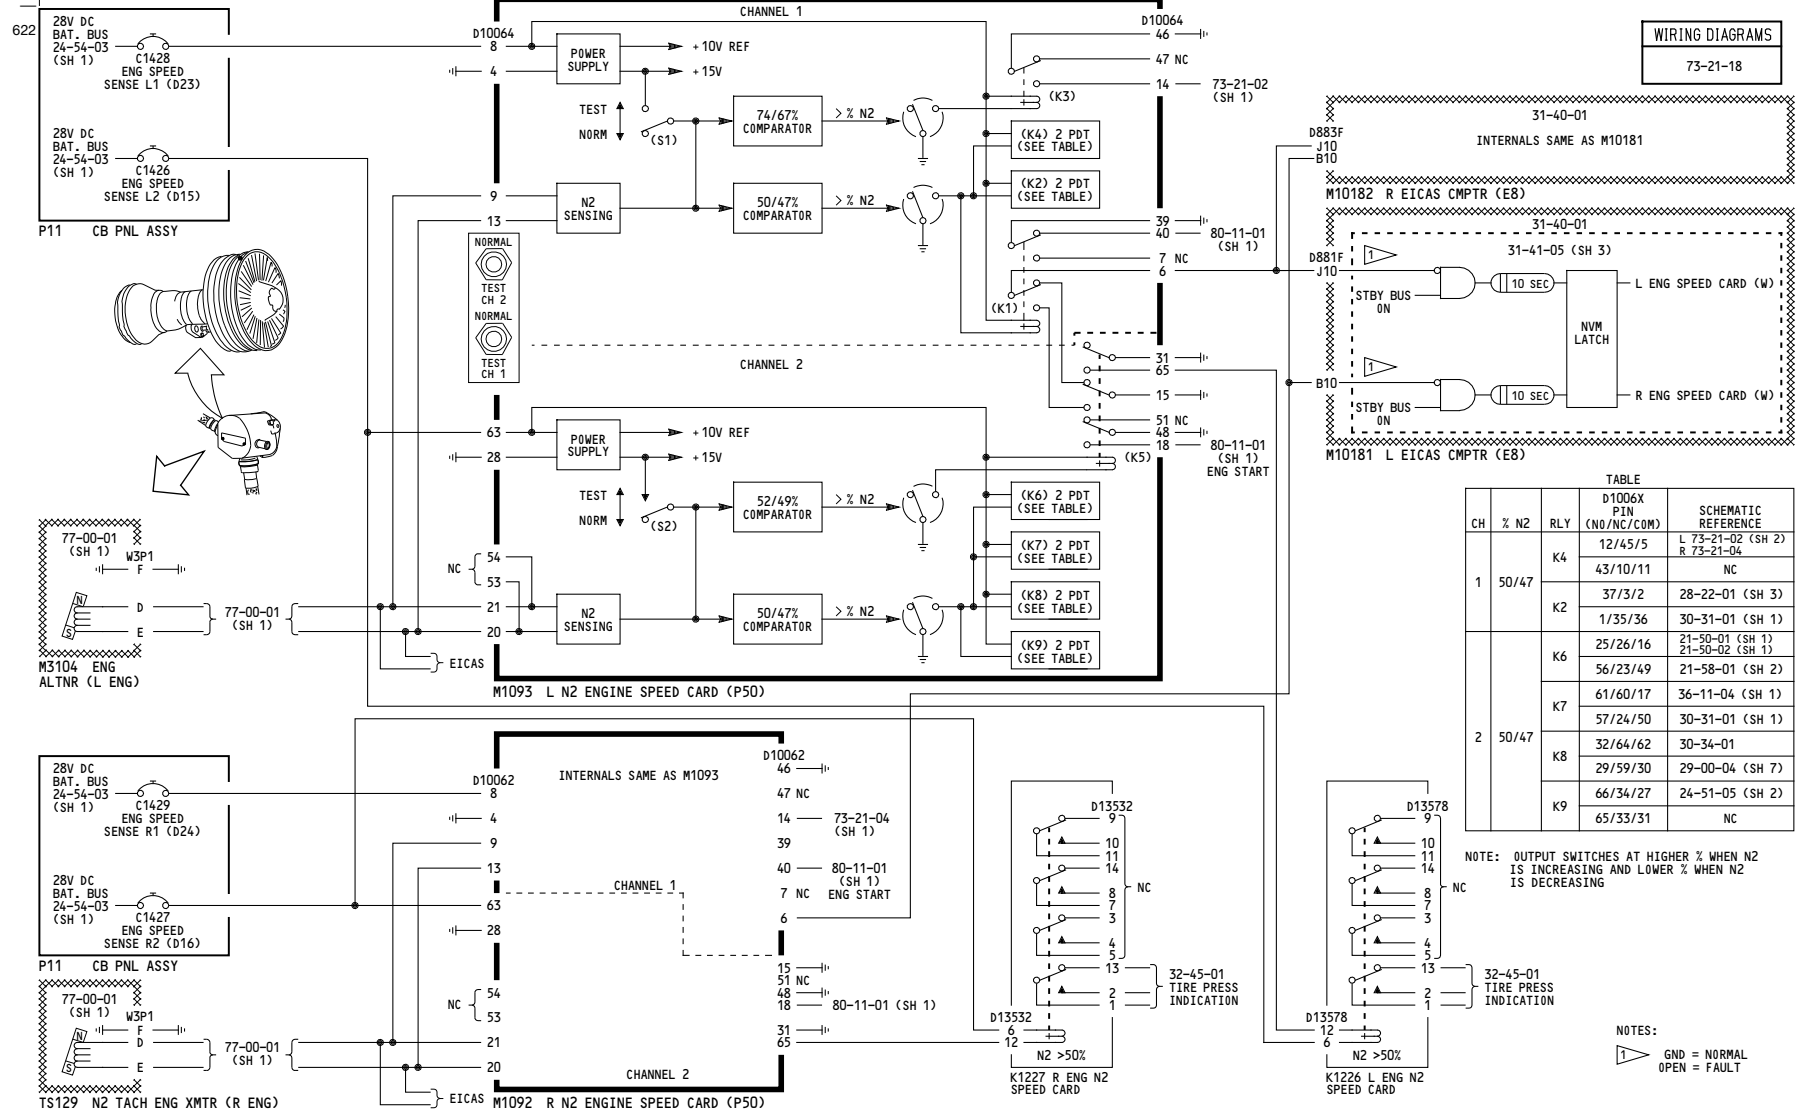 622
28V DC
BAT. BUS
24-54-03
(SH 1)
C1428
ENG SPEED
SENSE L1 (D23)
28V DC
BAT. BUS
24-54-03
(SH 1)
C1426
ENG SPEED
SENSE L2 (D15)
P11 CB PNL ASSY
CHANNEL 1
D10064
8
4
POWER
SUPPLY
+10V REF
+15V
TEST
NORM
(S1)
74/67%
COMPARATOR
>% N2
9
13
N2
SENSING
50/47%
COMPARATOR
>% N2
NORMAL
TEST
CH 2
NORMAL
TEST
CH 1
(K3)
(K4) 2 PDT
(SEE TABLE)
(K2) 2 PDT
(SEE TABLE)
(K1)
D10064
46
47 NC
14
73-21-02
(SH 1)
39
40
80-11-01
(SH 1)
7 NC
6
CHANNEL 2
31
65
15
51 NC
48
18
80-11-01
(SH 1)
ENG START
(K5)
63
28
POWER
SUPPLY
+10V REF
+15V
TEST
NORM
(S2)
52/49%
COMPARATOR
>% N2
(K6) 2 PDT
(SEE TABLE)
(K7) 2 PDT
(SEE TABLE)
(K8) 2 PDT
(SEE TABLE)
(K9) 2 PDT
(SEE TABLE)
NC
54
53
21
20
N2
SENSING
50/47%
COMPARATOR
>% N2
EICAS
M1093 L N2 ENGINE SPEED CARD (P50)
77-00-01
(SH 1)
W3P1
F
N
S
D
E
77-00-01
(SH 1)
M3104 ENG
ALTNR (L ENG)
WIRING DIAGRAMS
73-21-18
31-40-01
INTERNALS SAME AS M10181
D883F
J10
B10
M10182 R EICAS CMPTR (E8)
31-40-01
31-41-05 (SH 3)
D881F
J10
1
STBY BUS
ON
10 SEC
L ENG SPEED CARD (W)
NVM
LATCH
B10
1
STBY BUS
ON
10 SEC
R ENG SPEED CARD (W)
M10181 L EICAS CMPTR (E8)
TABLE
CH % N2 RLY D1006X PIN (NO/NC/COM) SCHEMATIC REFERENCE
1 50/47 K4 12/45/5 L 73-21-02 (SH 2)
R 73-21-04
43/10/11 NC
K2 37/3/2 28-22-01 (SH 3)
1/35/36 30-31-01 (SH 1)
2 50/47 K6 25/26/16 21-50-01 (SH 1)
21-50-02 (SH 1)
56/23/49 21-58-01 (SH 2)
K7 61/60/17 36-11-04 (SH 1)
57/24/50 30-31-01 (SH 1)
K8 32/64/62 30-34-01
29/59/30 29-00-04 (SH 7)
K9 66/34/27 24-51-05 (SH 2)
65/33/31 NC
NOTE: OUTPUT SWITCHES AT HIGHER % WHEN N2
IS INCREASING AND LOWER % WHEN N2
IS DECREASING
28V DC
BAT. BUS
24-54-03
(SH 1)
C1429
ENG SPEED
SENSE R1 (D24)
28V DC
BAT. BUS
24-54-03
(SH 1)
C1427
ENG SPEED
SENSE R2 (D16)
P11 CB PNL ASSY
77-00-01
(SH 1)
W3P1
F
D
N
S
E
77-00-01
(SH 1)
TS129 N2 TACH ENG XMTR (R ENG)
D10062
8
4
9
13
63
28
NC
54
53
21
20
EICAS
INTERNALS SAME AS M1093
CHANNEL 1
CHANNEL 2
M1092 R N2 ENGINE SPEED CARD (P50)
D10062
46
47 NC
14
73-21-04
(SH 1)
39
40
80-11-01
(SH 1)
ENG START
7 NC
6
15
51 NC
48
18
80-11-01 (SH 1)
31
65
D13532
9
10
11
14
8
7
3
4
5
NC
13
2
1
32-45-01
TIRE PRESS
INDICATION
D13532
6
12
N2 >50%
K1227 R ENG N2
SPEED CARD
D13578
9
10
11
14
8
7
3
4
5
NC
13
2
1
32-45-01
TIRE PRESS
INDICATION
D13578
12
6
N2 >50%
K1226 L ENG N2
SPEED CARD
NOTES:
1 GND = NORMAL
OPEN = FAULT